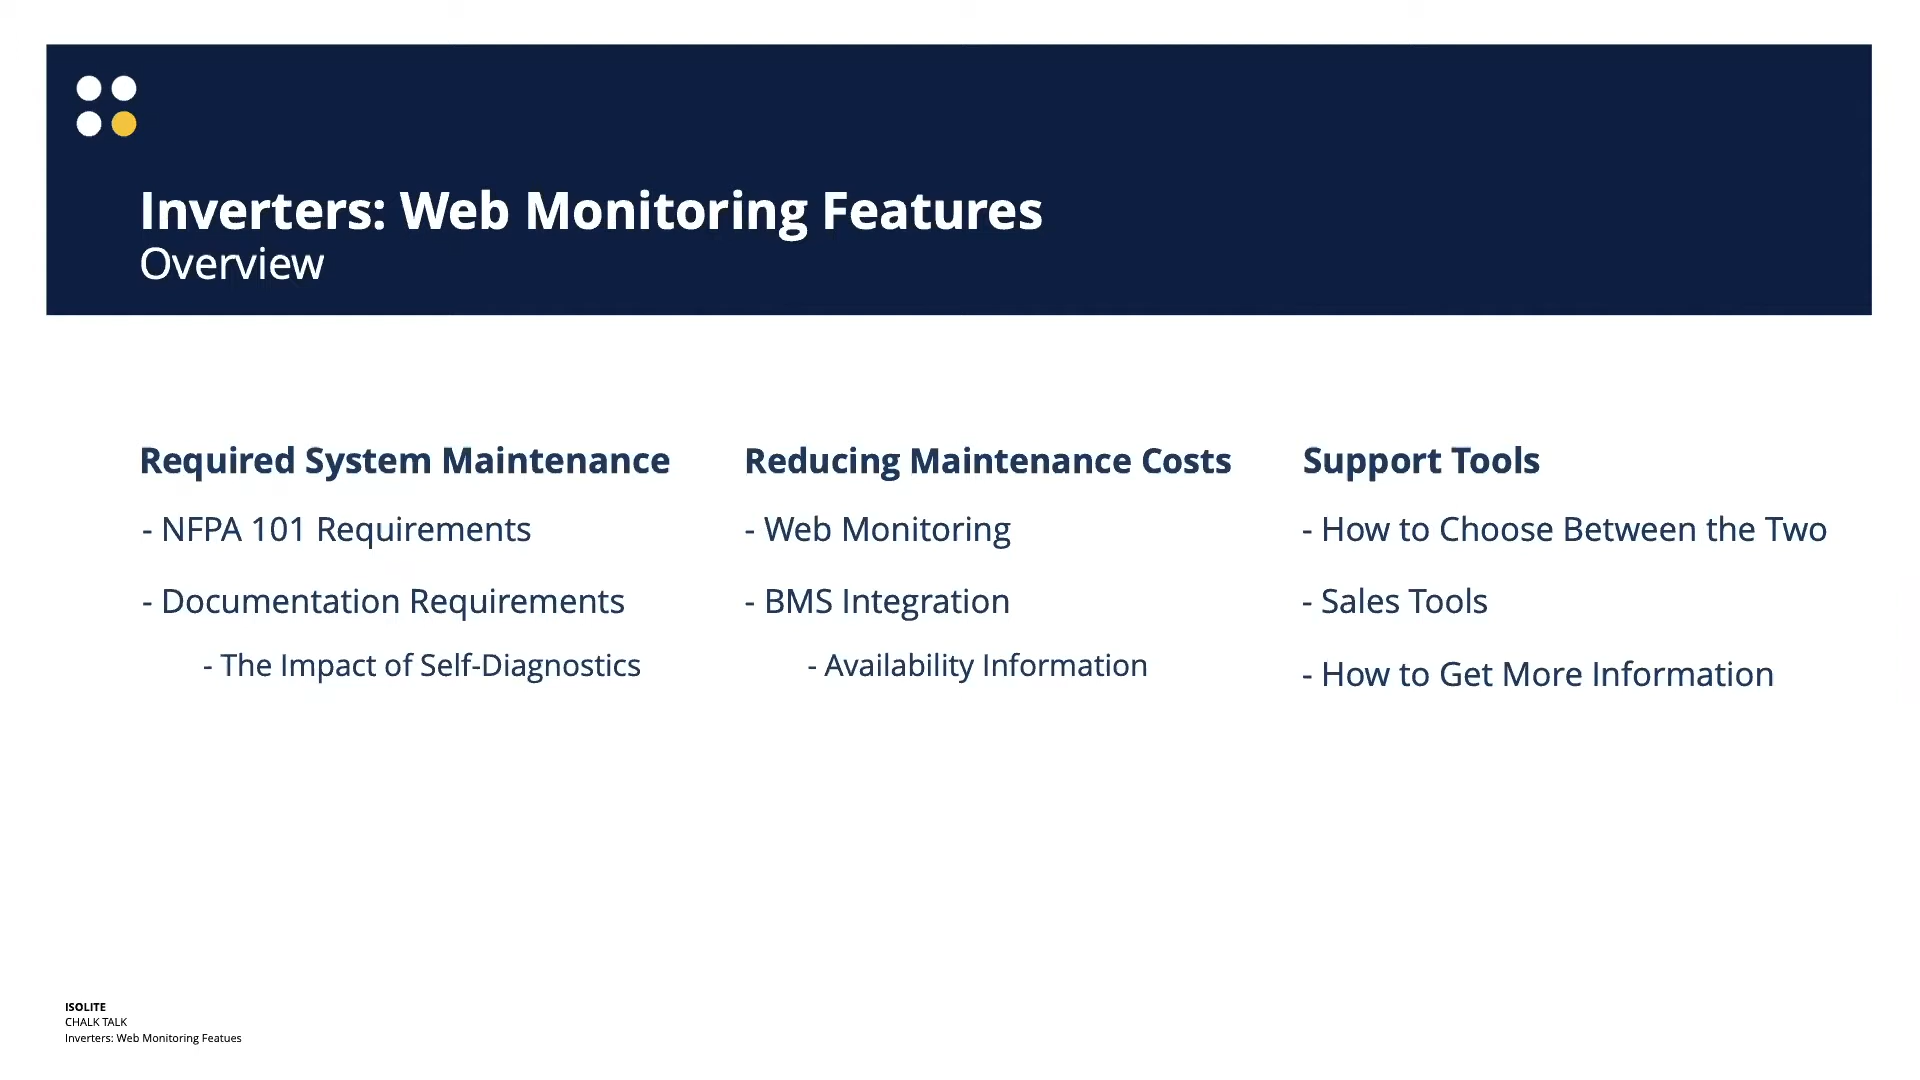 Inverters: Web Monitoring Features
Overview
Required System Maintenance
- NFPA 101 Requirements
- Documentation Requirements
- The Impact of Self-Diagnostics
Reducing Maintenance Costs
- Web Monitoring
- BMS Integration
- Availability Information
Support Tools
- How to Choose Between the Two
- Sales Tools
- How to Get More Information
ISOLITE
CHALK TALK
Inverters: Web Monitoring Featues